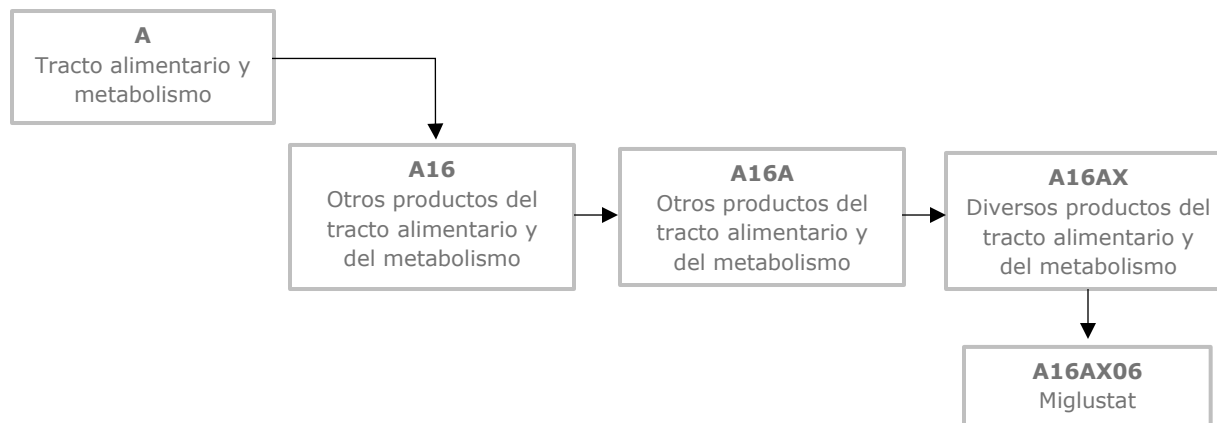 A
Tracto alimentario y
metabolismo
A16
Otros productos del
tracto alimentario y
del metabolismo
A16A
Otros productos del
tracto alimentario y
del metabolismo
A16AX
Diversos productos del
tracto alimentario y
del metabolismo
A16AX06
Miglustat